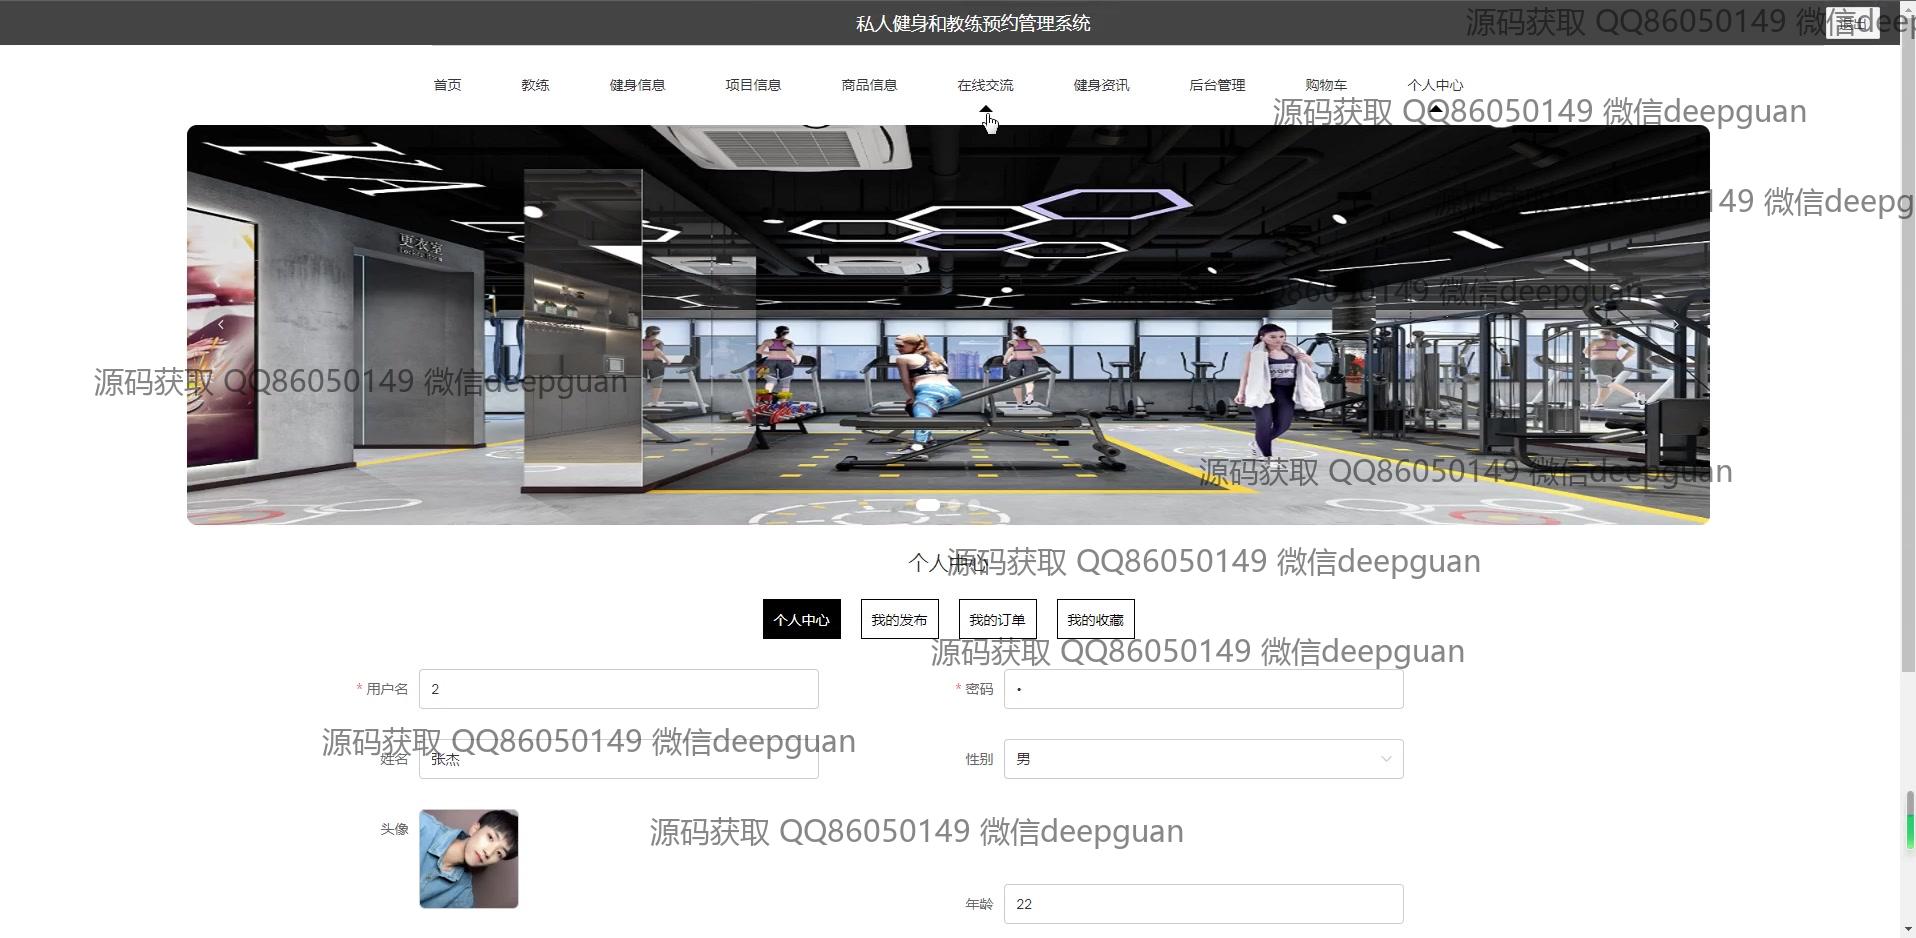 私人健身和教练预约管理系统
源码获取 QQ86050149 微信deep
退出
首页 教练 健身信息 项目信息 商品信息 在线交流 健身资讯 后台管理 购物车 个人中心
源码获取 QQ86050149 微信deepguan
149 微信deepg
更衣室
QQ86050149 微信deepguan
源码获取 QQ86050149 微信deepguan
源码获取 QQ86050149 微信deepguan
个人中心
源码获取 QQ86050149 微信deepguan
个人中心 我的发布 我的订单 我的收藏
源码获取 QQ86050149 微信deepguan
* 用户名 2 * 密码 •
源码获取 QQ86050149 微信deepguan
姓名 张杰 性别 男
头像
源码获取 QQ86050149 微信deepguan
年龄 22